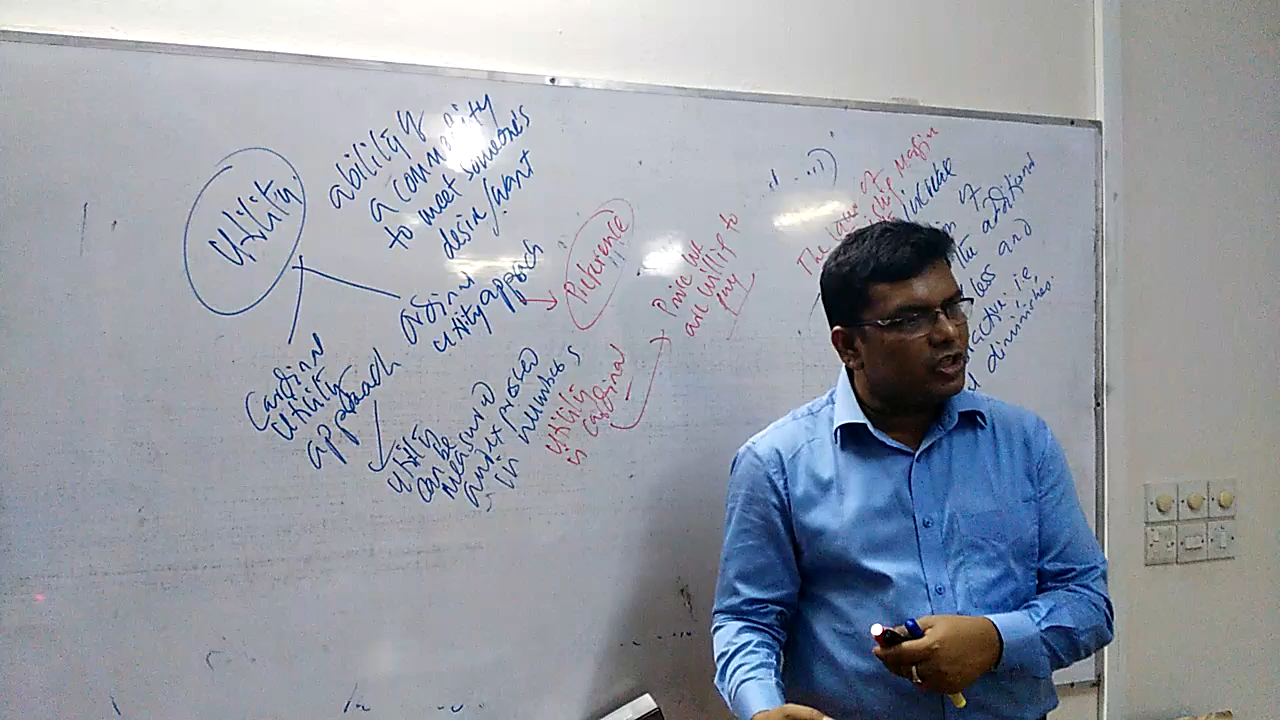 Utility
ability of
a commodity
to meet someone's
desire/want
Cardinal
Utility
approach
ordinal
utility approach
Preference
Utility
can be
measured
and expressed
in numbers
Utility
is cardinal
Price we
are willing to
pay
The law of
the additional
less and
i.e.
diminishes.